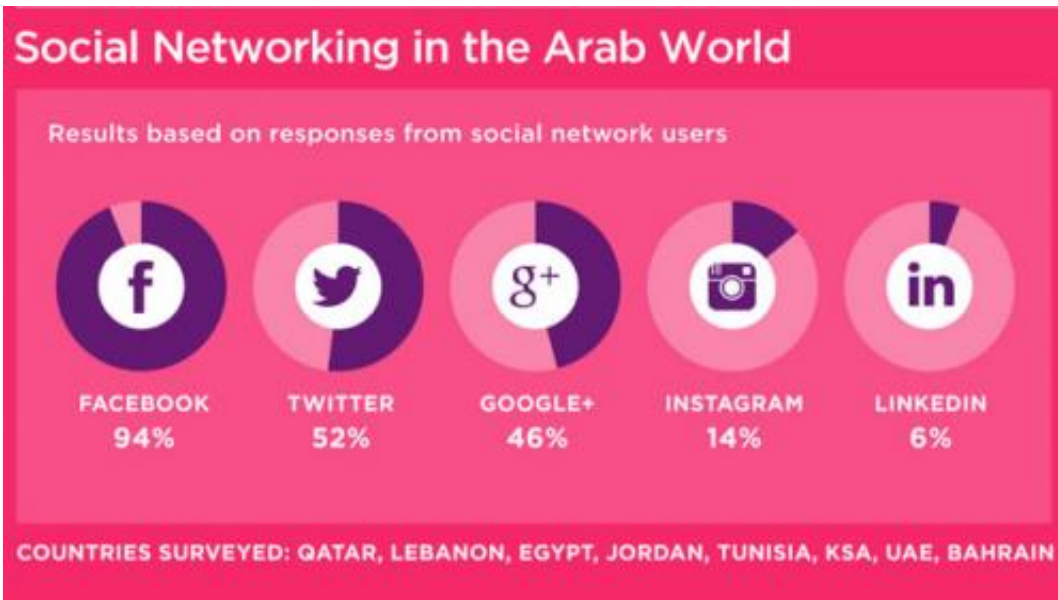 Social Networking in the Arab World
Results based on responses from social network users
f
g+
in
FACEBOOK TWITTER GOOGLE+ INSTAGRAM LINKEDIN
94% 52% 46% 14% 6%
COUNTRIES SURVEYED: QATAR, LEBANON, EGYPT, JORDAN, TUNISIA, KSA, UAE, BAHRAIN